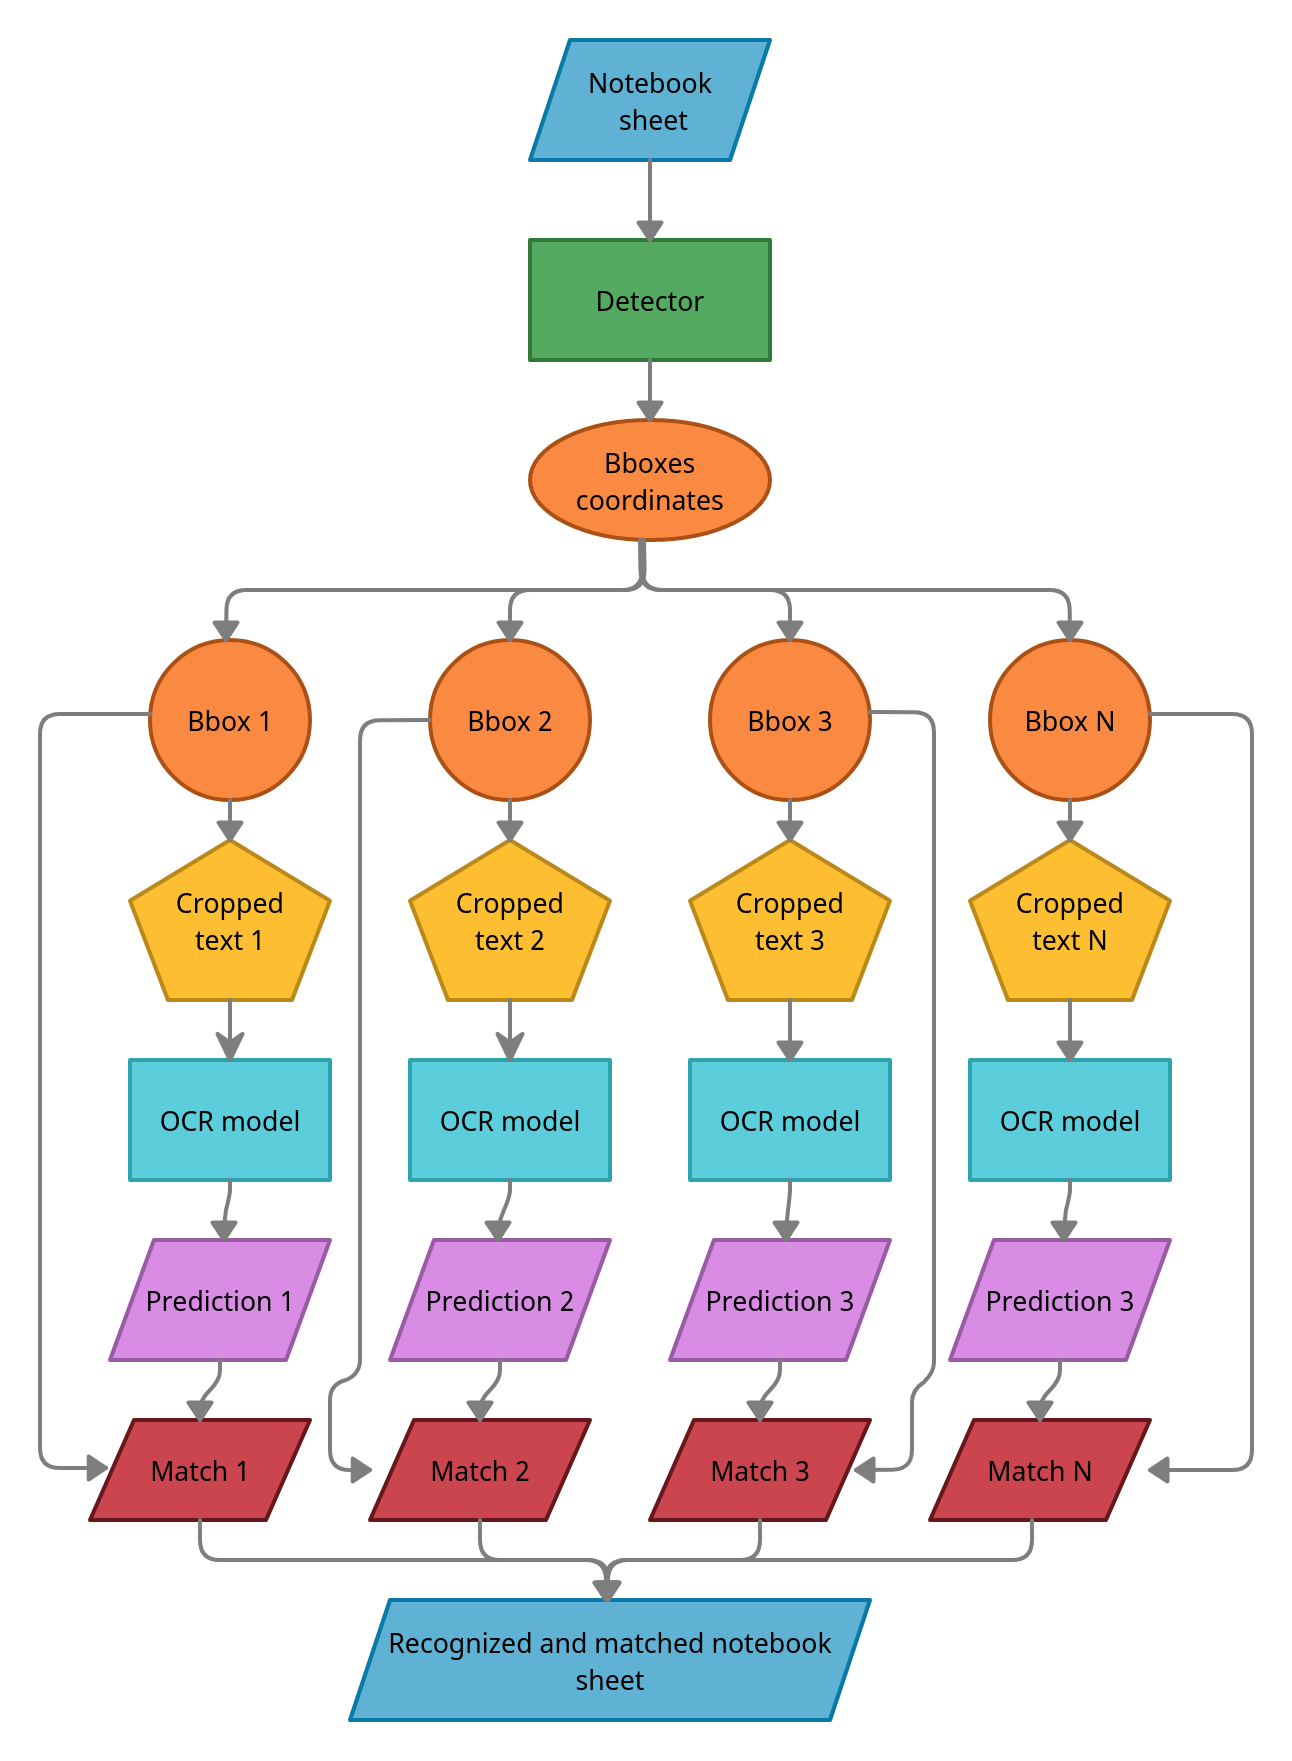 Notebook
sheet
Detector
Bboxes
coordinates
Bbox 1
Bbox 2
Bbox 3
Bbox N
Cropped
text 1
Cropped
text 2
Cropped
text 3
Cropped
text N
OCR model
OCR model
OCR model
OCR model
Prediction 1
Prediction 2
Prediction 3
Prediction 3
Match 1
Match 2
Match 3
Match N
Recognized and matched notebook
sheet